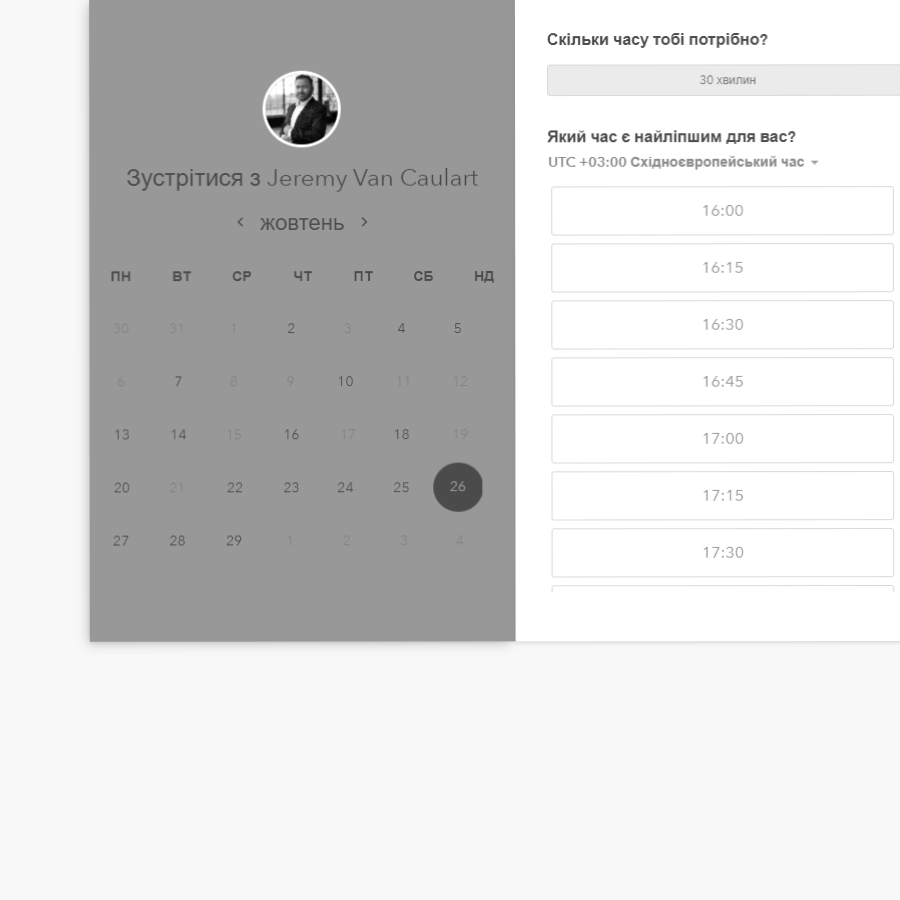 Зустрітися з Jeremy Van Caulart
жовтень
ПН ВТ СР ЧТ ПТ СБ НД
30 31 1 2 3 4 5
6 7 8 9 10 11 12
13 14 15 16 17 18 19
20 21 22 23 24 25 26
27 28 29 1 2 3 4
Скільки часу тобі потрібно?
30 хвилин
Який час є найліпшим для вас?
UTC +03:00 Східноєвропейський час
16:00
16:15
16:30
16:45
17:00
17:15
17:30